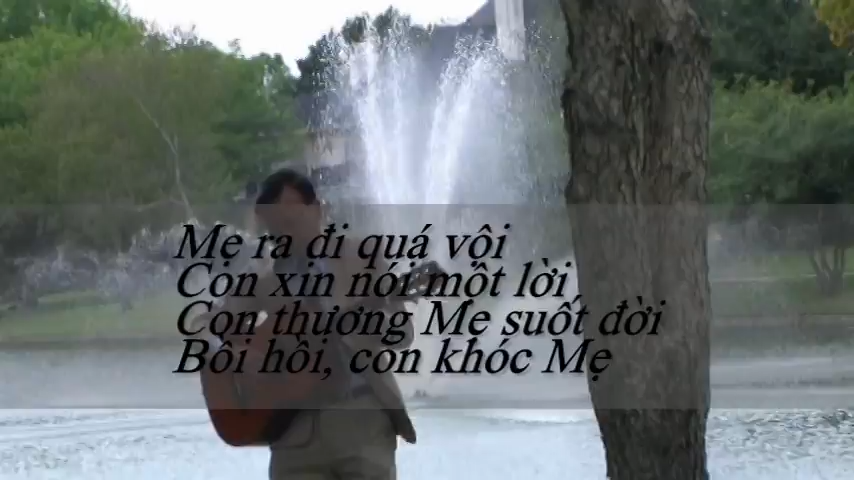 Mẹ ra đi quá vội
Con xin nói một lời
Con thương Mẹ suốt đời
Bồi hồi, con khóc Mẹ